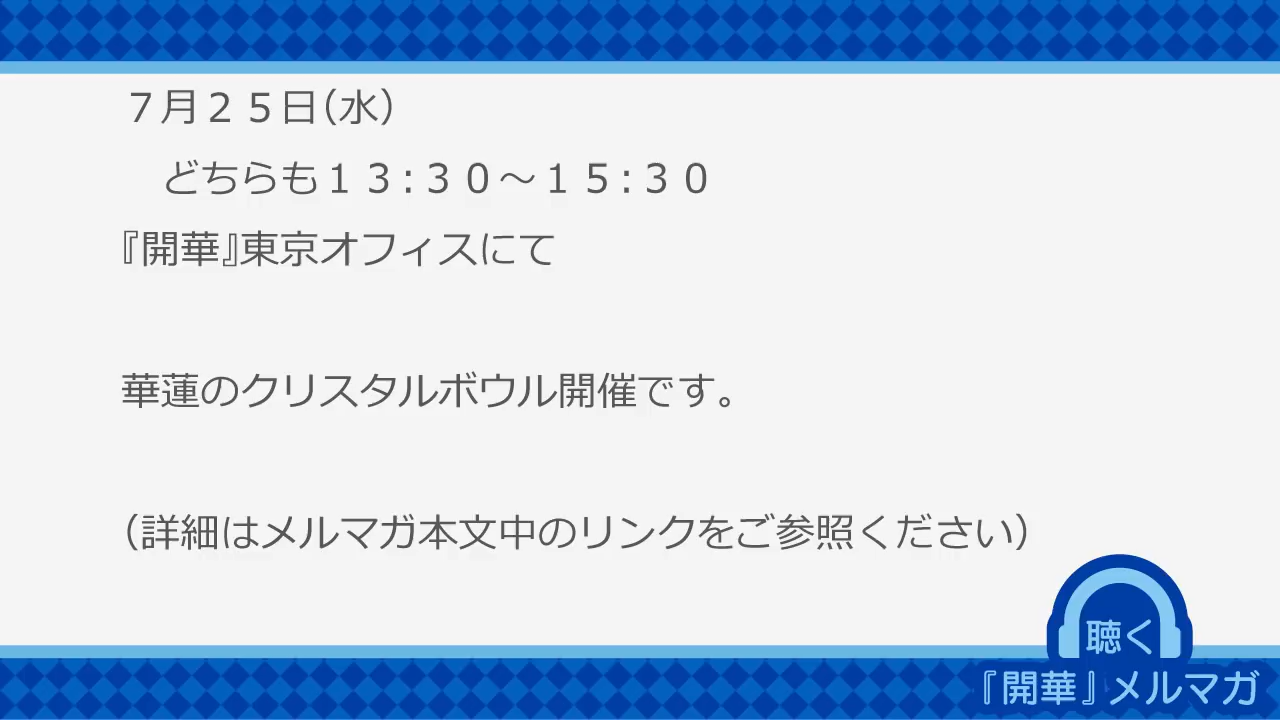 ７月２５日（水）
どちらも１３：３０～１５：３０
『開華』東京オフィスにて
華蓮のクリスタルボウル開催です。
（詳細はメルマガ本文中のリンクをご参照ください）
聴く
『開華』メルマガ